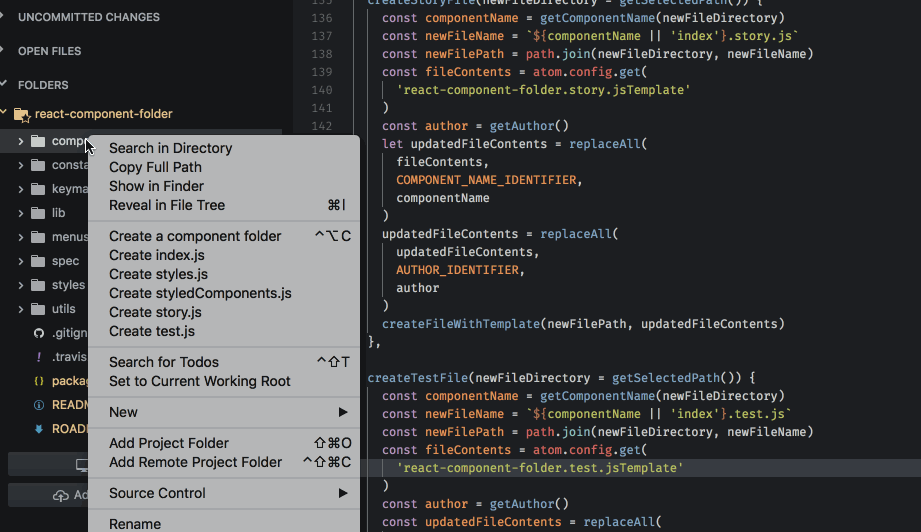 UNCOMMITTED CHANGES
OPEN FILES
FOLDERS
react-component-folder
comp
consta
keyma
lib
menus
spec
styles
utils
.gitign
.travis
packag
READM
ROAD
Ad
Search in Directory
Copy Full Path
Show in Finder
Reveal in File Tree ⌘I
Create a component folder ^⌥C
Create index.js
Create styles.js
Create styledComponents.js
Create story.js
Create test.js
Search for Todos ^⇧T
Set to Current Working Root
New ▶
Add Project Folder ⇧⌘O
Add Remote Project Folder ^⇧⌘C
Source Control ▶
Rename
135 createStoryFile(newFileDirectory = getSelectedPath()) {
136 const componentName = getComponentName(newFileDirectory)
137 const newFileName = `${componentName || 'index'}.story.js`
138 const newFilePath = path.join(newFileDirectory, newFileName)
139 const fileContents = atom.config.get(
140 'react-component-folder.story.jsTemplate'
141 )
142 const author = getAuthor()
let updatedFileContents = replaceAll(
fileContents,
COMPONENT_NAME_IDENTIFIER,
componentName
)
updatedFileContents = replaceAll(
updatedFileContents,
AUTHOR_IDENTIFIER,
author
)
createFileWithTemplate(newFilePath, updatedFileContents)
},
createTestFile(newFileDirectory = getSelectedPath()) {
const componentName = getComponentName(newFileDirectory)
const newFileName = `${componentName || 'index'}.test.js`
const newFilePath = path.join(newFileDirectory, newFileName)
const fileContents = atom.config.get(
'react-component-folder.test.jsTemplate'
)
const author = getAuthor()
const updatedFileContents = replaceAll(